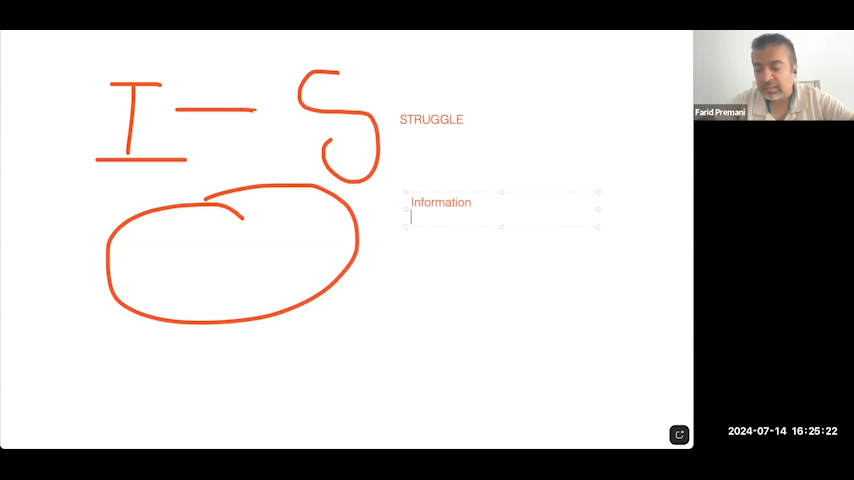 I — S
STRUGGLE
Information
Farid Premani
2024-07-14 16:25:22